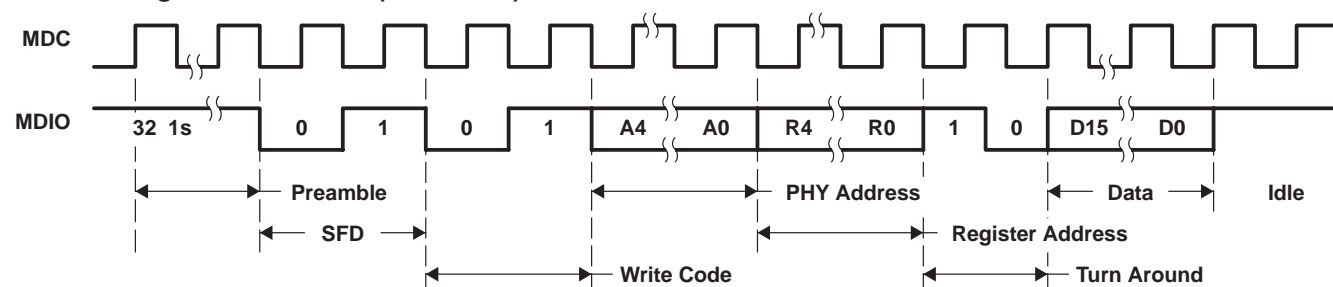 MDC
MDIO
32 1s 0 1 0 1 A4 A0 R4 R0 1 0 D15 D0
Preamble PHY Address Data Idle
SFD Register Address
Write Code Turn Around